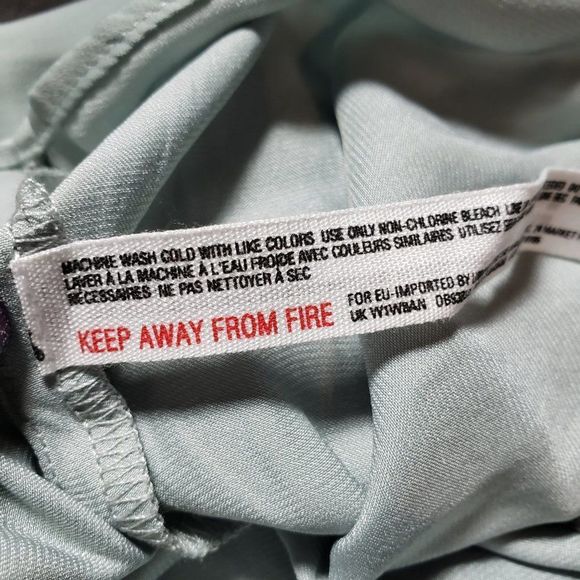 MACHINE WASH COLD WITH LIKE COLORS USE ONLY NON-CHLORINE BLEACH
LAVER À LA MACHINE À L'EAU FROIDE AVEC COULEURS SIMILAIRES UTILISEZ
NÉCESSAIRES NE PAS NETTOYER À SEC
KEEP AWAY FROM FIRE
FOR EU-IMPORTED BY
UK W1W8AN
MARKET